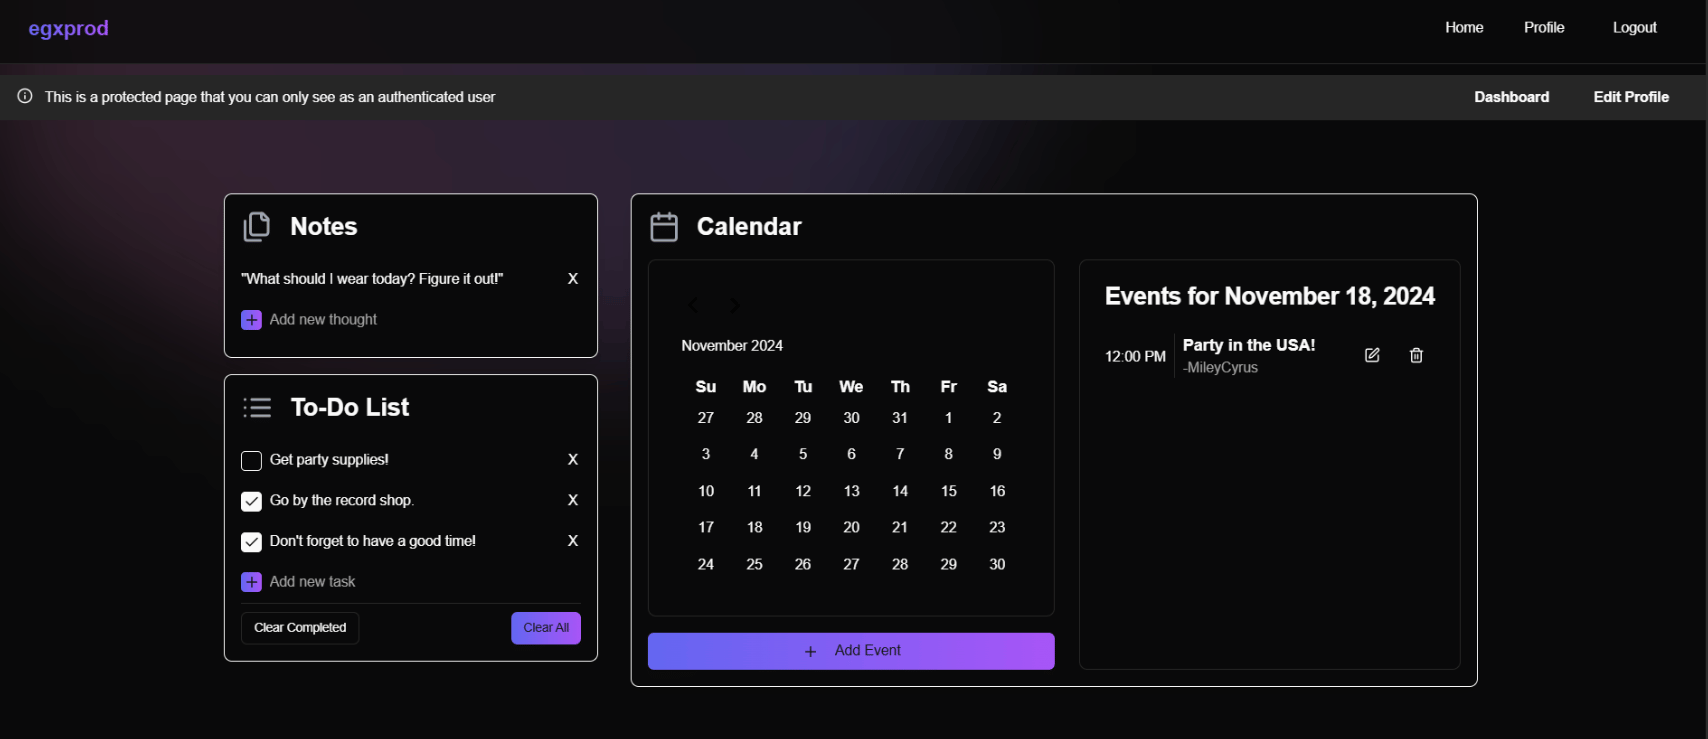 egxprod
Home Profile Logout
This is a protected page that you can only see as an authenticated user
Dashboard Edit Profile
Notes
"What should I wear today? Figure it out!" X
Add new thought
To-Do List
Get party supplies! X
Go by the record shop. X
Don't forget to have a good time! X
Add new task
Clear Completed Clear All
Calendar
November 2024
Su Mo Tu We Th Fr Sa
27 28 29 30 31 1 2
3 4 5 6 7 8 9
10 11 12 13 14 15 16
17 18 19 20 21 22 23
24 25 26 27 28 29 30
Add Event
Events for November 18, 2024
12:00 PM Party in the USA!
-MileyCyrus